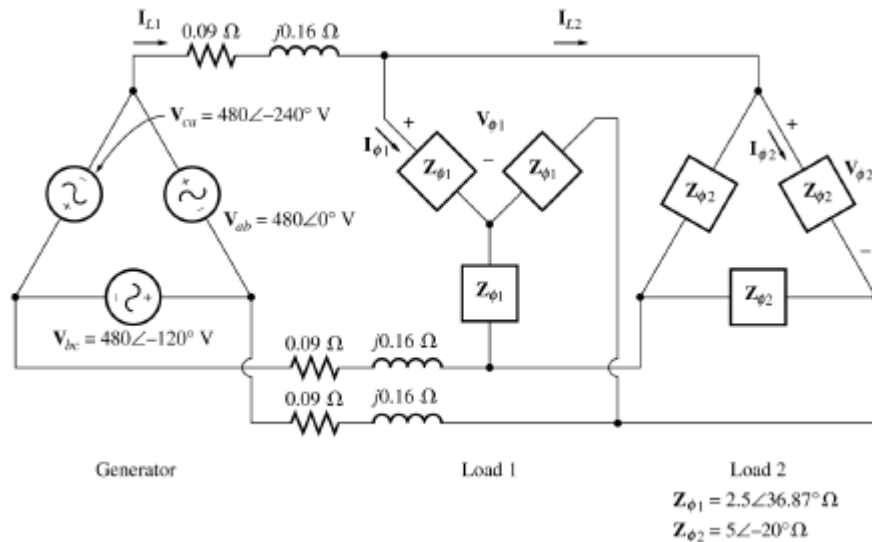 I_L1
0.09 Ω
j0.16 Ω
I_L2
V_ca = 480∠–240° V
V_ϕ1
+
–
I_ϕ1
Z_ϕ1
Z_ϕ1
+
I_ϕ2
V_ϕ2
–
Z_ϕ2
Z_ϕ2
V_ab = 480∠0° V
Z_ϕ1
Z_ϕ2
V_bc = 480∠–120° V
0.09 Ω
j0.16 Ω
0.09 Ω
j0.16 Ω
Generator
Load 1
Load 2
Z_ϕ1 = 2.5∠36.87° Ω
Z_ϕ2 = 5∠–20° Ω